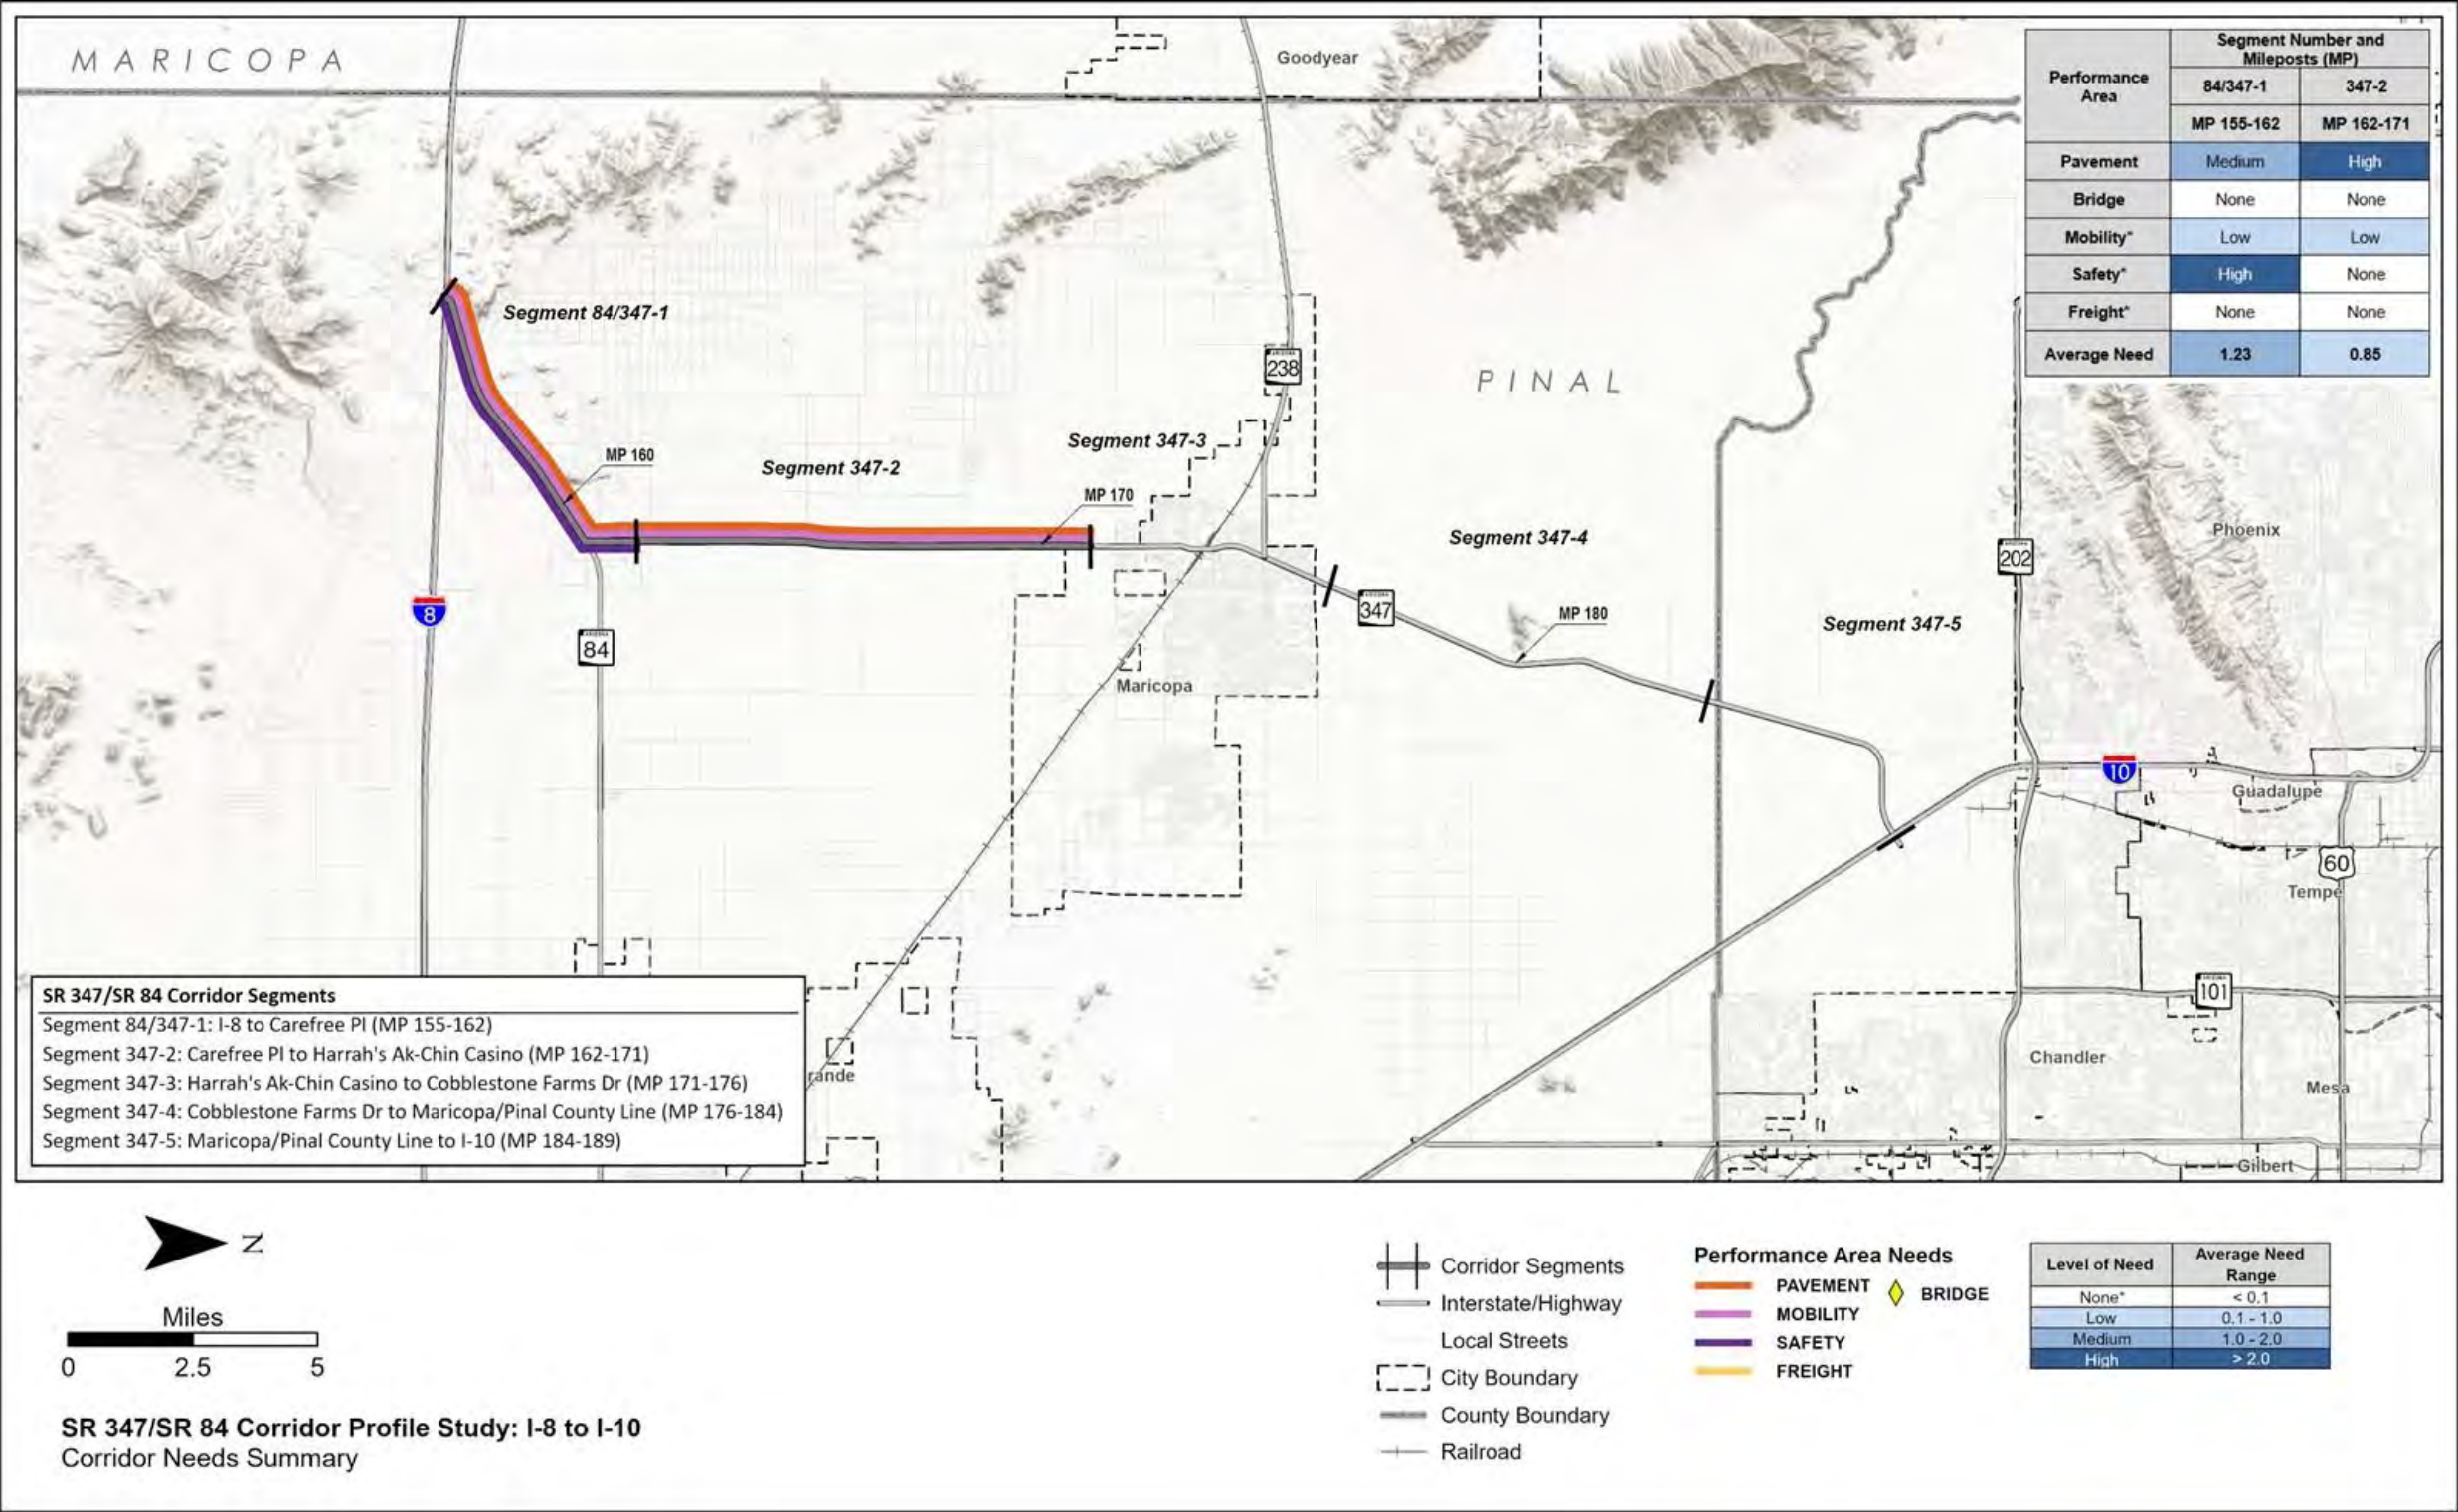 MARICOPA
Goodyear
Segment Number and
Mileposts (MP)
Performance
Area
84/347-1
347-2
MP 155-162
MP 162-171
Pavement
Medium
High
Bridge
None
None
Mobility*
Low
Low
Safety*
High
None
Freight*
None
None
Average Need
1.23
0.85
Segment 84/347-1
ARIZONA
238
PINAL
Segment 347-3
MP 160
Segment 347-2
MP 170
Segment 347-4
Phoenix
ARIZONA
202
8
ARIZONA
347
MP 180
Segment 347-5
ARIZONA
84
Maricopa
10
Guadalupe
60
Tempe
ARIZONA
101
Chandler
rande
Mesa
Gilbert
SR 347/SR 84 Corridor Segments
Segment 84/347-1: I-8 to Carefree Pl (MP 155-162)
Segment 347-2: Carefree Pl to Harrah's Ak-Chin Casino (MP 162-171)
Segment 347-3: Harrah's Ak-Chin Casino to Cobblestone Farms Dr (MP 171-176)
Segment 347-4: Cobblestone Farms Dr to Maricopa/Pinal County Line (MP 176-184)
Segment 347-5: Maricopa/Pinal County Line to I-10 (MP 184-189)
N
Miles
0 2.5 5
SR 347/SR 84 Corridor Profile Study: I-8 to I-10
Corridor Needs Summary
Corridor Segments
Interstate/Highway
Local Streets
City Boundary
County Boundary
Railroad
Performance Area Needs
PAVEMENT
BRIDGE
MOBILITY
SAFETY
FREIGHT
Level of Need
Average Need
Range
None*
< 0.1
Low
0.1 - 1.0
Medium
1.0 - 2.0
High
> 2.0